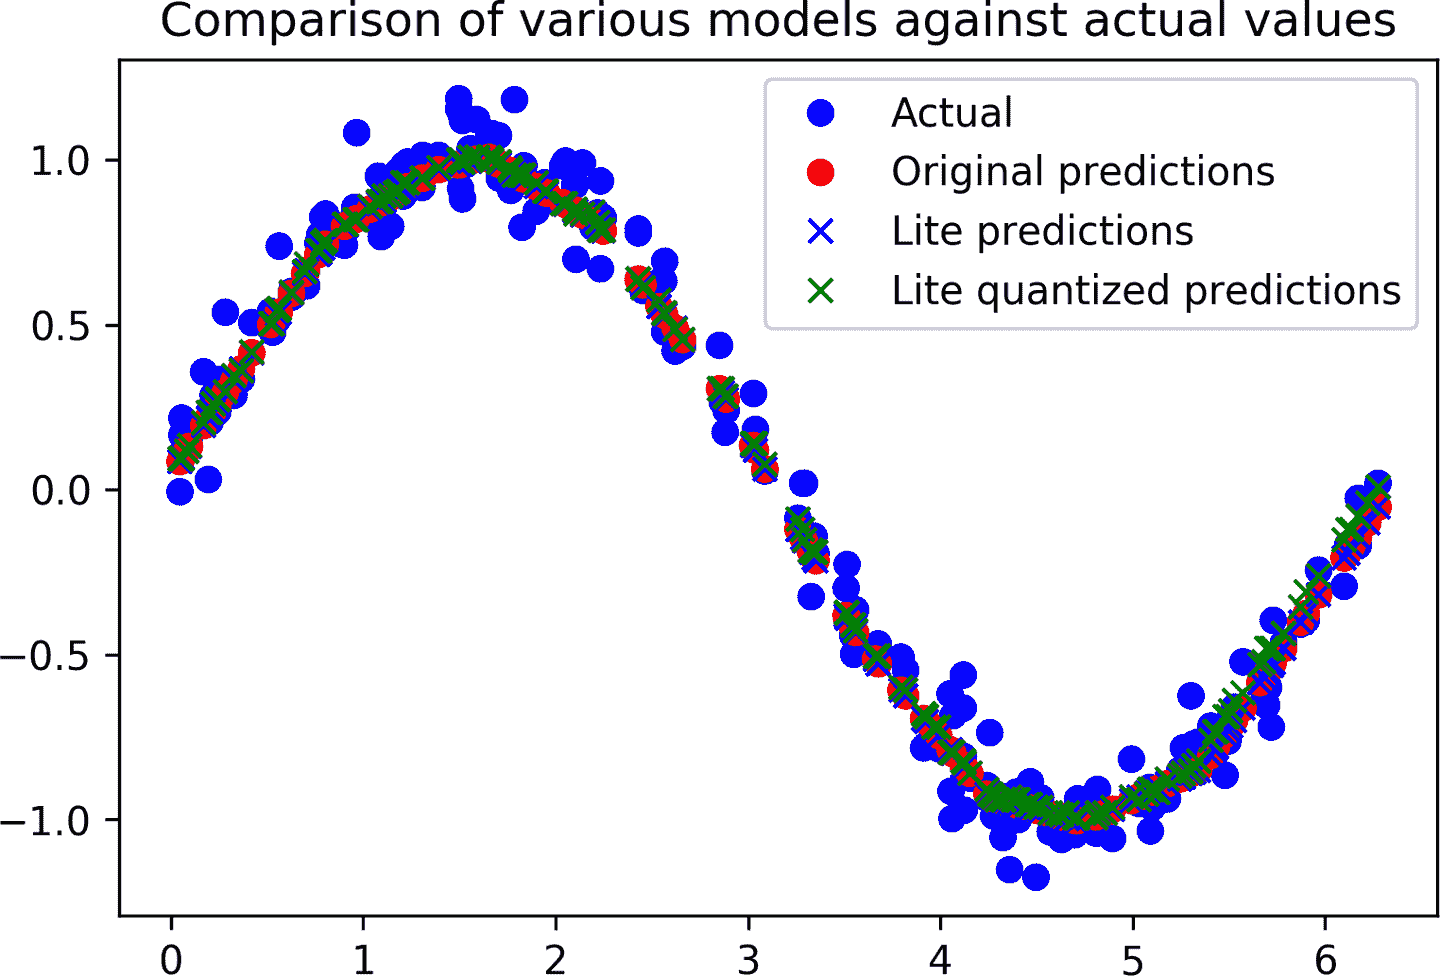 Comparison of various models against actual values
Actual
Original predictions
Lite predictions
Lite quantized predictions
1.0
0.5
0.0
−0.5
−1.0
0 1 2 3 4 5 6